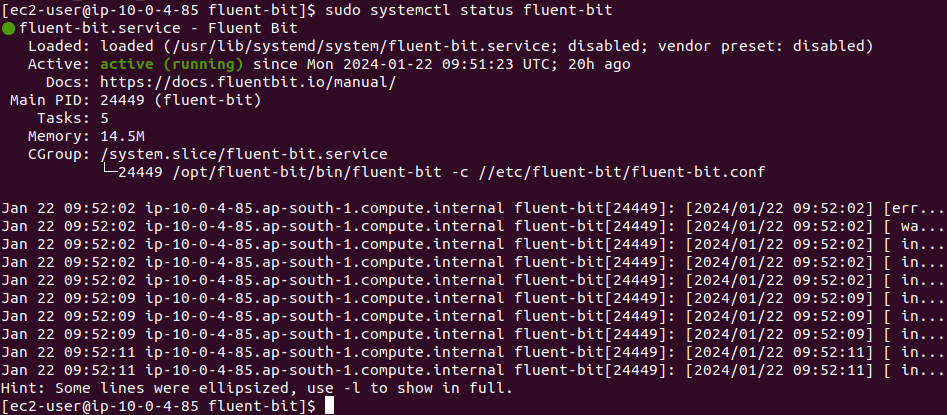 [ec2-user@ip-10-0-4-85 fluent-bit]$ sudo systemctl status fluent-bit
● fluent-bit.service - Fluent Bit
   Loaded: loaded (/usr/lib/systemd/system/fluent-bit.service; disabled; vendor preset: disabled)
   Active: active (running) since Mon 2024-01-22 09:51:23 UTC; 20h ago
     Docs: https://docs.fluentbit.io/manual/
 Main PID: 24449 (fluent-bit)
    Tasks: 5
   Memory: 14.5M
   CGroup: /system.slice/fluent-bit.service
           └─24449 /opt/fluent-bit/bin/fluent-bit -c //etc/fluent-bit/fluent-bit.conf

Jan 22 09:52:02 ip-10-0-4-85.ap-south-1.compute.internal fluent-bit[24449]: [2024/01/22 09:52:02] [err...
Jan 22 09:52:02 ip-10-0-4-85.ap-south-1.compute.internal fluent-bit[24449]: [2024/01/22 09:52:02] [ wa...
Jan 22 09:52:02 ip-10-0-4-85.ap-south-1.compute.internal fluent-bit[24449]: [2024/01/22 09:52:02] [ in...
Jan 22 09:52:02 ip-10-0-4-85.ap-south-1.compute.internal fluent-bit[24449]: [2024/01/22 09:52:02] [ in...
Jan 22 09:52:02 ip-10-0-4-85.ap-south-1.compute.internal fluent-bit[24449]: [2024/01/22 09:52:02] [ in...
Jan 22 09:52:09 ip-10-0-4-85.ap-south-1.compute.internal fluent-bit[24449]: [2024/01/22 09:52:09] [ in...
Jan 22 09:52:09 ip-10-0-4-85.ap-south-1.compute.internal fluent-bit[24449]: [2024/01/22 09:52:09] [ in...
Jan 22 09:52:09 ip-10-0-4-85.ap-south-1.compute.internal fluent-bit[24449]: [2024/01/22 09:52:09] [ in...
Jan 22 09:52:11 ip-10-0-4-85.ap-south-1.compute.internal fluent-bit[24449]: [2024/01/22 09:52:11] [ in...
Jan 22 09:52:11 ip-10-0-4-85.ap-south-1.compute.internal fluent-bit[24449]: [2024/01/22 09:52:11] [ in...
Hint: Some lines were ellipsized, use -l to show in full.
[ec2-user@ip-10-0-4-85 fluent-bit]$